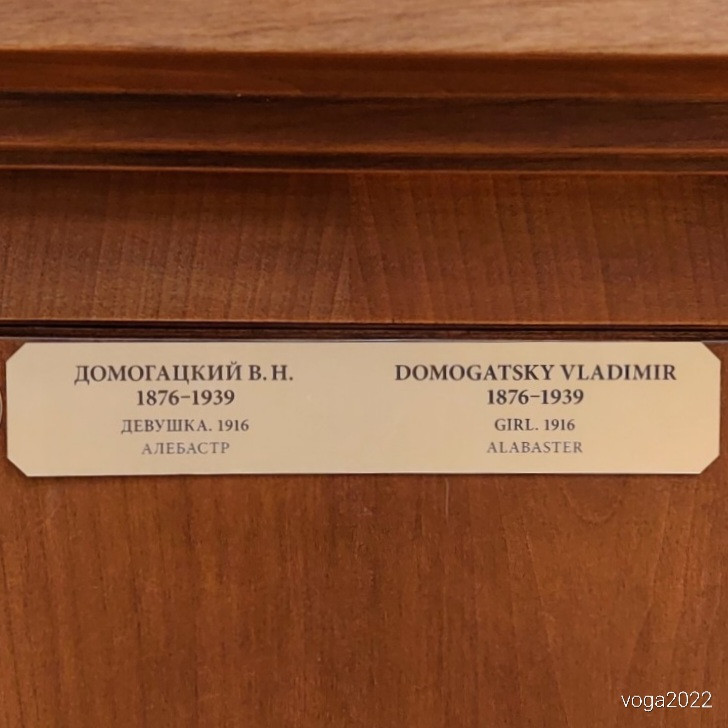 ДОМОГАЦКИЙ В. Н.
1876–1939
ДЕВУШКА. 1916
АЛЕБАСТР
DOMOGATSKY VLADIMIR
1876–1939
GIRL. 1916
ALABASTER
voga2022